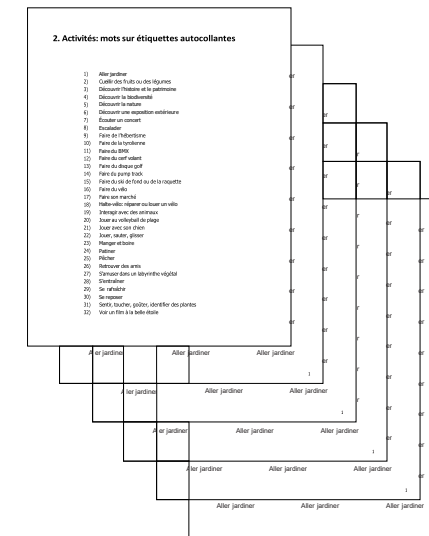 2. Activités: mots sur étiquettes autocollantes
1) Aller jardiner
2) Cueillir des fruits ou des légumes
3) Découvrir l'histoire et le patrimoine
4) Découvrir la biodiversité
5) Découvrir la nature
6) Découvrir une exposition extérieure
7) Écouter un concert
8) Escalader
9) Faire de l'hébertisme
10) Faire de la tyrolienne
11) Faire du BMX
12) Faire du cerf volant
13) Faire du disque golf
14) Faire du pump track
15) Faire du ski de fond ou de la raquette
16) Faire du vélo
17) Faire son marché
18) Halte-vélo: réparer ou louer un vélo
19) Interagir avec des animaux
20) Jouer au volleyball de plage
21) Jouer avec son chien
22) Jouer, sauter, glisser
23) Manger et boire
24) Patiner
25) Pêcher
26) Retrouver des amis
27) S'amuser dans un labyrinthe végétal
28) S'entraîner
29) Se rafraîchir
30) Se reposer
31) Sentir, toucher, goûter, identifier des plantes
32) Voir un film à la belle étoile
Aller jardiner Aller jardiner Aller jardiner
1
Aller jardiner Aller jardiner Aller jardiner
1
Aller jardiner Aller jardiner Aller jardiner
1
Aller jardiner Aller jardiner Aller jardiner
1
Aller jardiner Aller jardiner Aller jardiner